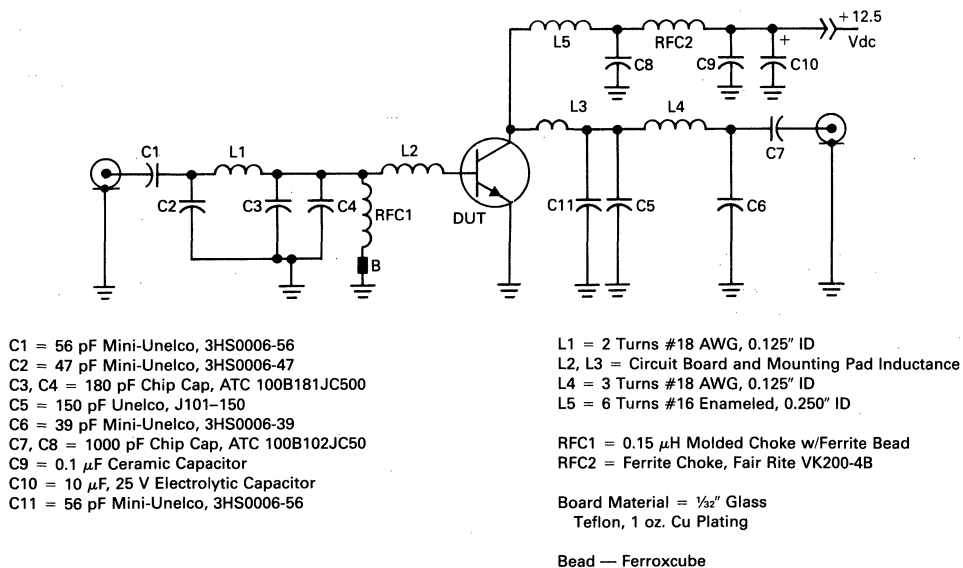 +12.5
Vdc
L5
RFC2
C8
C9
+
C10
L3
L4
C7
C1
L1
L2
C2
C3
C4
RFC1
DUT
C11
C5
C6
B
C1 = 56 pF Mini-Unelco, 3HS0006-56
C2 = 47 pF Mini-Unelco, 3HS0006-47
C3, C4 = 180 pF Chip Cap, ATC 100B181JC500
C5 = 150 pF Unelco, J101–150
C6 = 39 pF Mini-Unelco, 3HS0006-39
C7, C8 = 1000 pF Chip Cap, ATC 100B102JC50
C9 = 0.1 μF Ceramic Capacitor
C10 = 10 μF, 25 V Electrolytic Capacitor
C11 = 56 pF Mini-Unelco, 3HS0006-56
L1 = 2 Turns #18 AWG, 0.125″ ID
L2, L3 = Circuit Board and Mounting Pad Inductance
L4 = 3 Turns #18 AWG, 0.125″ ID
L5 = 6 Turns #16 Enameled, 0.250″ ID
RFC1 = 0.15 μH Molded Choke w/Ferrite Bead
RFC2 = Ferrite Choke, Fair Rite VK200-4B
Board Material = 1⁄32″ Glass
Teflon, 1 oz. Cu Plating
Bead — Ferroxcube